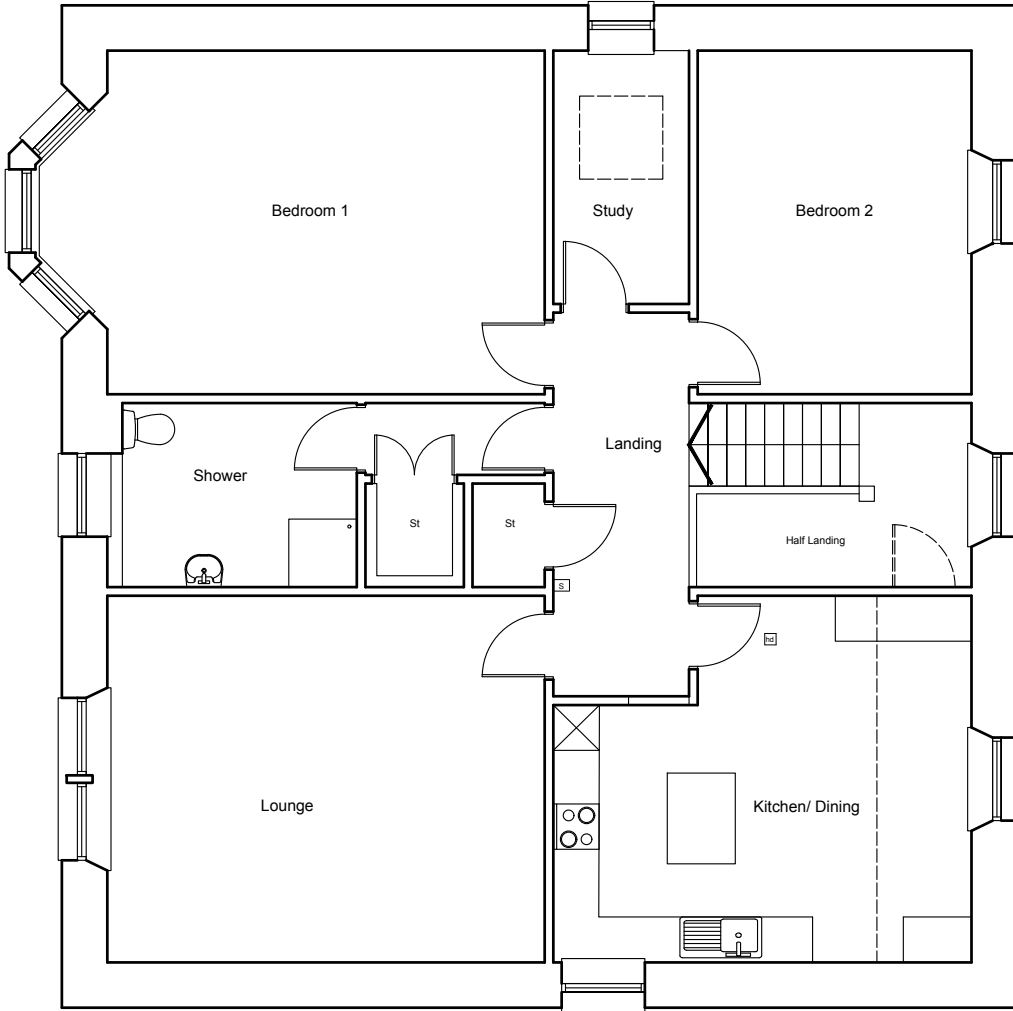 Bedroom 1
Study
Bedroom 2
Landing
Shower
St
St
Half Landing
S
hd
Lounge
Kitchen/ Dining